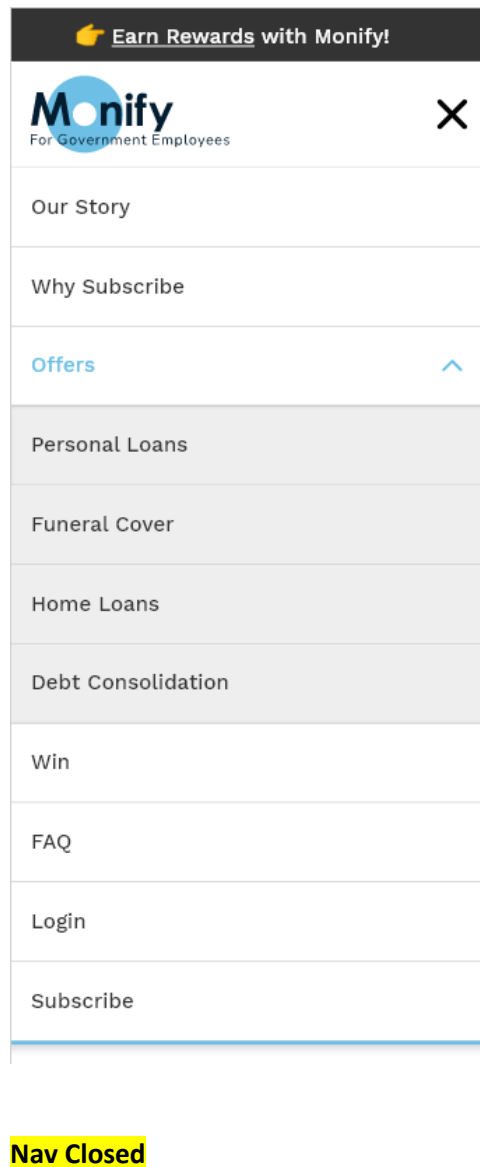 👉 Earn Rewards with Monify!
Monify
For Government Employees
Our Story
Why Subscribe
Offers
Personal Loans
Funeral Cover
Home Loans
Debt Consolidation
Win
FAQ
Login
Subscribe
Nav Closed